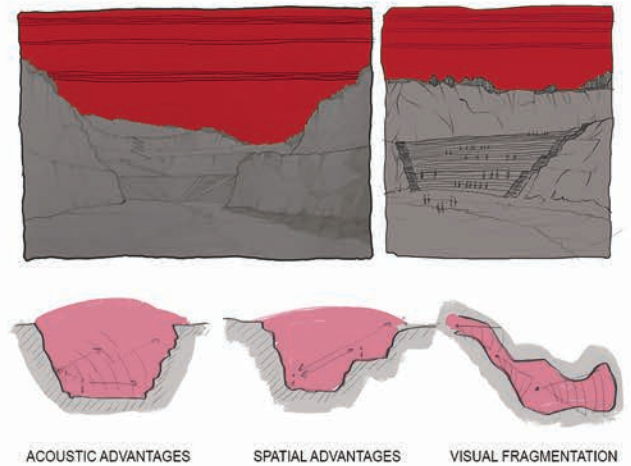 ACOUSTIC ADVANTAGES
SPATIAL ADVANTAGES
VISUAL FRAGMENTATION